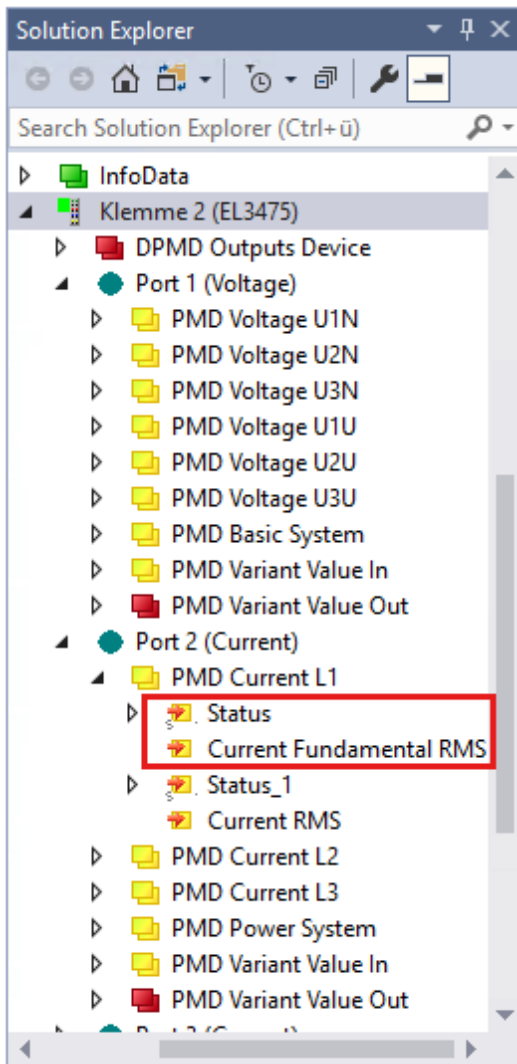 Solution Explorer
Search Solution Explorer (Ctrl+ü)
InfoData
Klemme 2 (EL3475)
DPMD Outputs Device
Port 1 (Voltage)
PMD Voltage U1N
PMD Voltage U2N
PMD Voltage U3N
PMD Voltage U1U
PMD Voltage U2U
PMD Voltage U3U
PMD Basic System
PMD Variant Value In
PMD Variant Value Out
Port 2 (Current)
PMD Current L1
Status
Current Fundamental RMS
Status_1
Current RMS
PMD Current L2
PMD Current L3
PMD Power System
PMD Variant Value In
PMD Variant Value Out